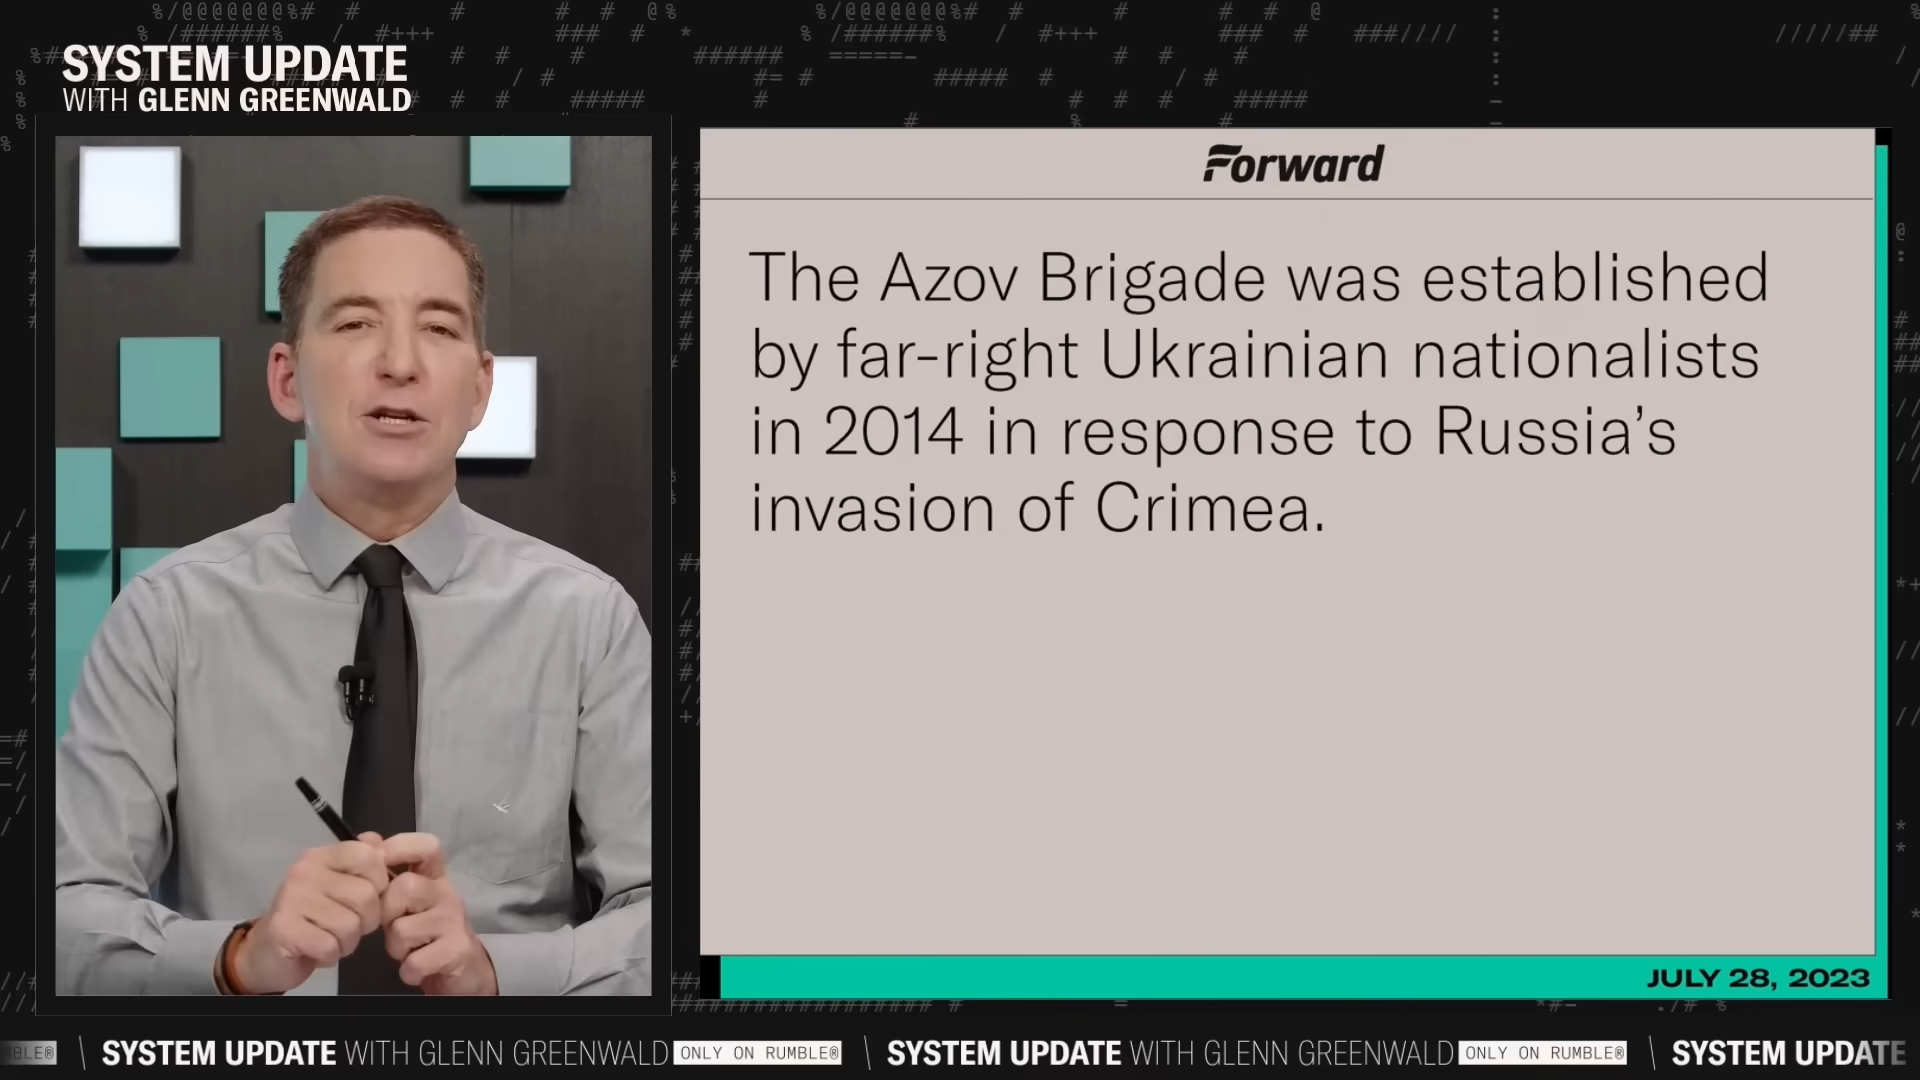 SYSTEM UPDATE
WITH GLENN GREENWALD
Forward
The Azov Brigade was established
by far-right Ukrainian nationalists
in 2014 in response to Russia’s
invasion of Crimea.
JULY 28, 2023
SYSTEM UPDATE WITH GLENN GREENWALD ONLY ON RUMBLE® \ SYSTEM UPDATE WITH GLENN GREENWALD ONLY ON RUMBLE® \ SYSTEM UPDATE